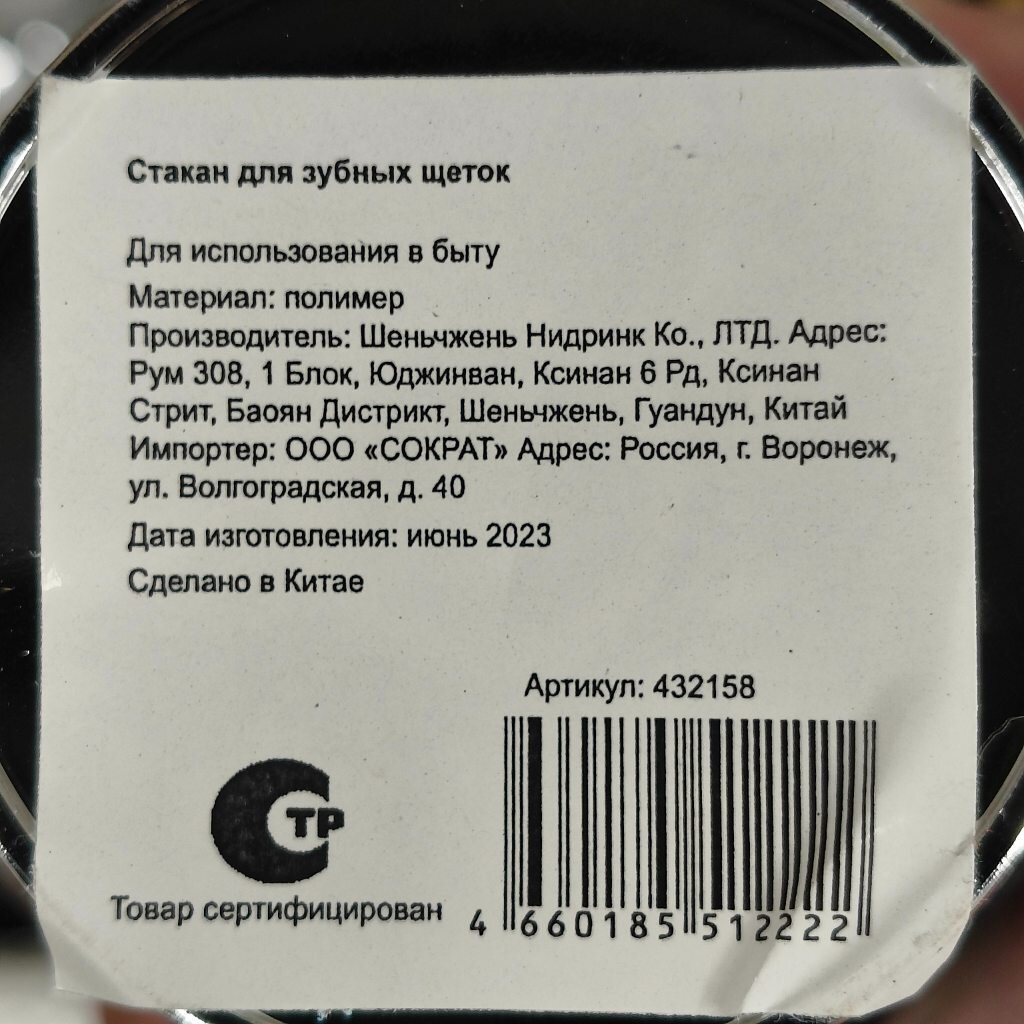 Стакан для зубных щеток
Для использования в быту
Материал: полимер
Производитель: Шеньчжень Нидринк Ко., ЛТД. Адрес:
Рум 308, 1 Блок, Юджинван, Ксинан 6 Рд, Ксинан
Стрит, Баоян Дистрикт, Шеньчжень, Гуандун, Китай
Импортер: ООО «СОКРАТ» Адрес: Россия, г. Воронеж,
ул. Волгоградская, д. 40
Дата изготовления: июнь 2023
Сделано в Китае
Артикул: 432158
СТР
Товар сертифицирован
4 660185 512222